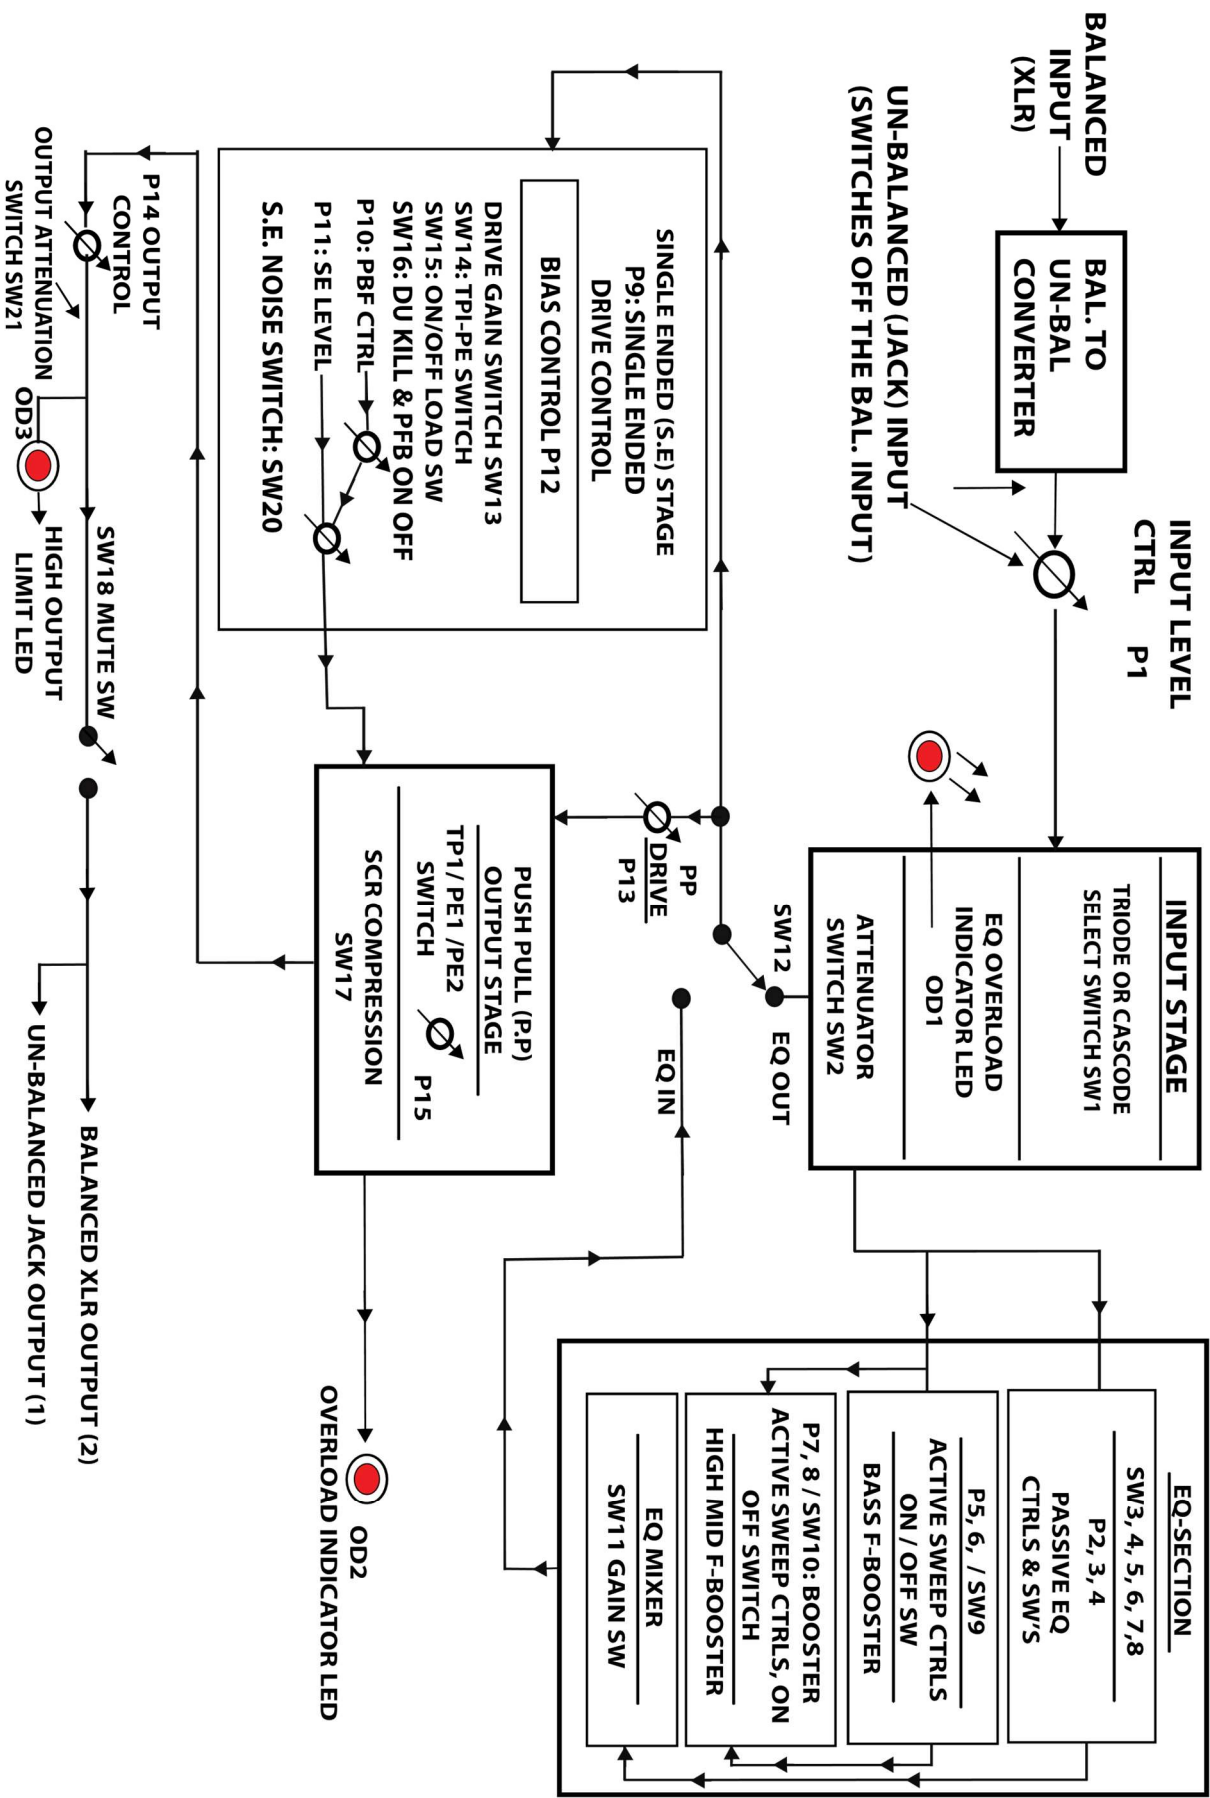 BALANCED
INPUT
(XLR)
BAL. TO
UN-BAL
CONVERTER
UN-BALANCED (JACK) INPUT
(SWITCHES OFF THE BAL. INPUT)
INPUT LEVEL
CTRL P1
INPUT STAGE
TRIODE OR CASCODE
SELECT SWITCH SW1
EQ OVERLOAD
INDICATOR LED
OD1
ATTENUATOR
SWITCH SW2
SW12
EQ OUT
EQ IN
EQ-SECTION
SW3, 4, 5, 6, 7,8
P2, 3, 4
PASSIVE EQ
CTRLS & SW'S
P5, 6, / SW9
ACTIVE SWEEP CTRLS
ON / OFF SW
BASS F-BOOSTER
P7, 8 / SW10: BOOSTER
ACTIVE SWEEP CTRLS, ON
OFF SWITCH
HIGH MID F-BOOSTER
EQ MIXER
SW11 GAIN SW
SINGLE ENDED (S.E) STAGE
P9: SINGLE ENDED
DRIVE CONTROL
BIAS CONTROL P12
DRIVE GAIN SWITCH SW13
SW14: TPI-PE SWITCH
SW15: ON/OFF LOAD SW
SW16: DU KILL & PFB ON OFF
P10: PBF CTRL
P11: SE LEVEL
S.E. NOISE SWITCH: SW20
PP
DRIVE
P13
PUSH PULL (P.P)
OUTPUT STAGE
TP1/ PE1 /PE2
SWITCH
P15
SCR COMPRESSION
SW17
OD2
OVERLOAD INDICATOR LED
P14 OUTPUT
CONTROL
OUTPUT ATTENUATION
SWITCH SW21
OD3
HIGH OUTPUT
LIMIT LED
SW18 MUTE SW
BALANCED XLR OUTPUT (2)
UN-BALANCED JACK OUTPUT (1)